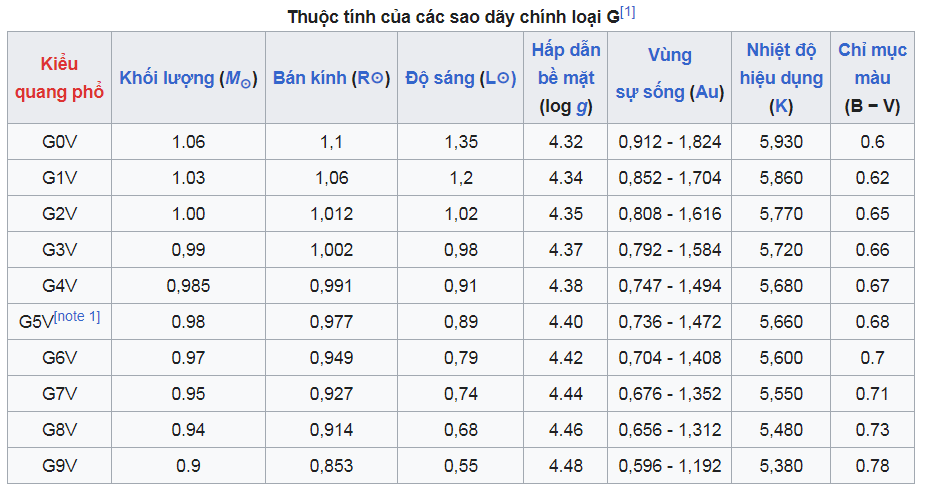 Thuộc tính của các sao dãy chính loại G[1]
Kiểu quang phổ Khối lượng (M☉) Bán kính (R⊙) Độ sáng (L⊙) Hấp dẫn bề mặt (log g) Vùng sự sống (Au) Nhiệt độ hiệu dụng (K) Chỉ mục màu (B − V)
G0V 1.06 1,1 1,35 4.32 0,912 - 1,824 5,930 0.6
G1V 1.03 1,06 1,2 4.34 0,852 - 1,704 5,860 0.62
G2V 1.00 1,012 1,02 4.35 0,808 - 1,616 5,770 0.65
G3V 0,99 1,002 0,98 4.37 0,792 - 1,584 5,720 0.66
G4V 0,985 0,991 0,91 4.38 0,747 - 1,494 5,680 0.67
G5V[note 1] 0.98 0,977 0,89 4.40 0,736 - 1,472 5,660 0.68
G6V 0.97 0,949 0,79 4.42 0,704 - 1,408 5,600 0.7
G7V 0.95 0,927 0,74 4.44 0,676 - 1,352 5,550 0.71
G8V 0.94 0,914 0,68 4.46 0,656 - 1,312 5,480 0.73
G9V 0.9 0,853 0,55 4.48 0,596 - 1,192 5,380 0.78